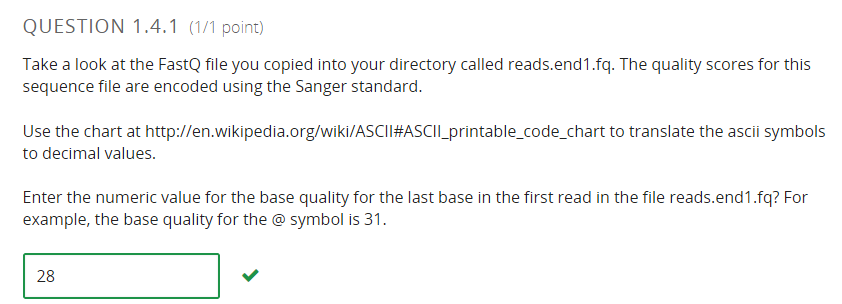 QUESTION 1.4.1 (1/1 point)
Take a look at the FastQ file you copied into your directory called reads.end1.fq. The quality scores for this
sequence file are encoded using the Sanger standard.
Use the chart at http://en.wikipedia.org/wiki/ASCII#ASCII_printable_code_chart to translate the ascii symbols
to decimal values.
Enter the numeric value for the base quality for the last base in the first read in the file reads.end1.fq? For
example, the base quality for the @ symbol is 31.
28